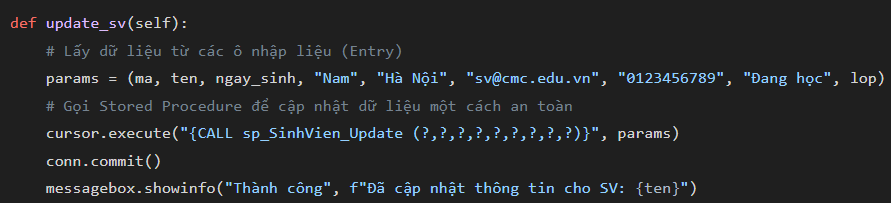 def update_sv(self):
# Lấy dữ liệu từ các ô nhập liệu (Entry)
params = (ma, ten, ngay_sinh, "Nam", "Hà Nội", "sv@cmc.edu.vn", "0123456789", "Đang học", lop)
# Gọi Stored Procedure để cập nhật dữ liệu một cách an toàn
cursor.execute("{CALL sp_SinhVien_Update (?,?,?,?,?,?,?,?,?)}", params)
conn.commit()
messagebox.showinfo("Thành công", f"Đã cập nhật thông tin cho SV: {ten}")